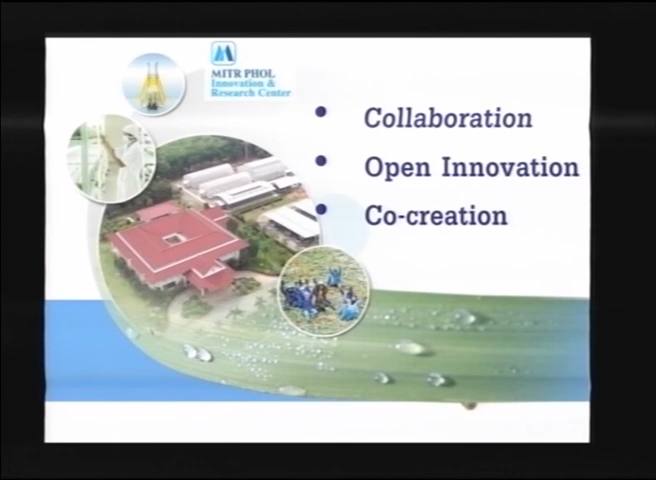 MITR PHOL
Innovation &
Research Center
• Collaboration
• Open Innovation
• Co-creation